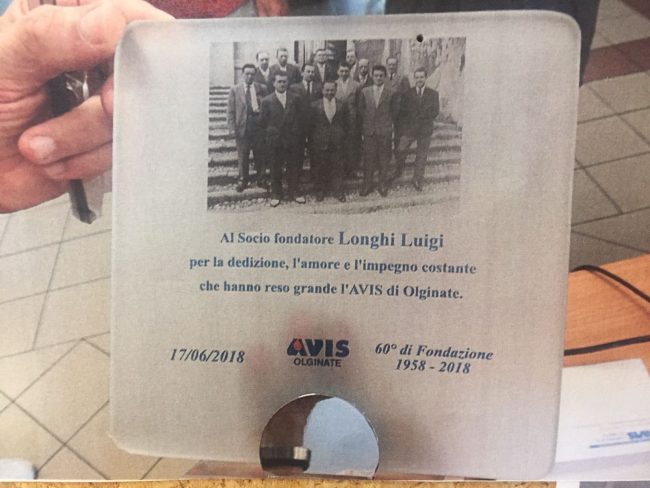 Al Socio fondatore Longhi Luigi
per la dedizione, l'amore e l'impegno costante
che hanno reso grande l'AVIS di Olginate.
17/06/2018
AVIS
OLGINATE
60° di Fondazione
1958 - 2018